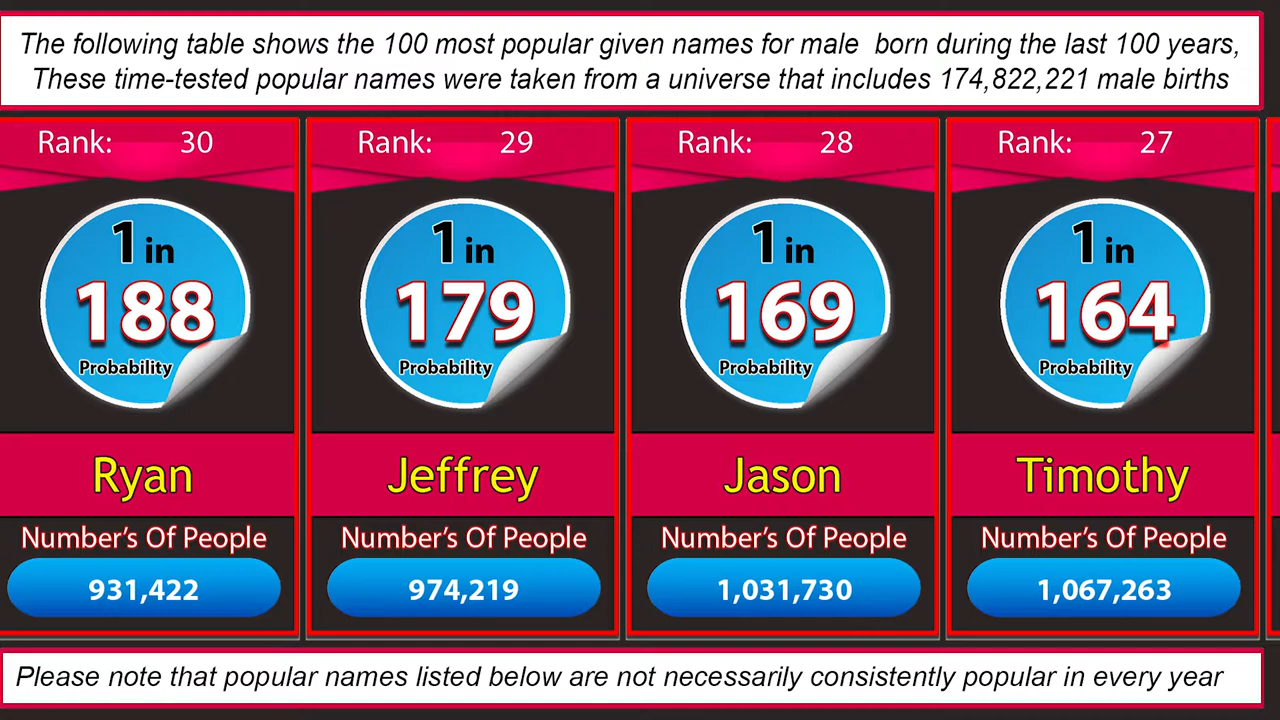 The following table shows the 100 most popular given names for male born during the last 100 years,
These time-tested popular names were taken from a universe that includes 174,822,221 male births
Rank: 30
1 in
188
Probability
Ryan
Number's Of People
931,422
Rank: 29
1 in
179
Probability
Jeffrey
Number's Of People
974,219
Rank: 28
1 in
169
Probability
Jason
Number's Of People
1,031,730
Rank: 27
1 in
164
Probability
Timothy
Number's Of People
1,067,263
Please note that popular names listed below are not necessarily consistently popular in every year